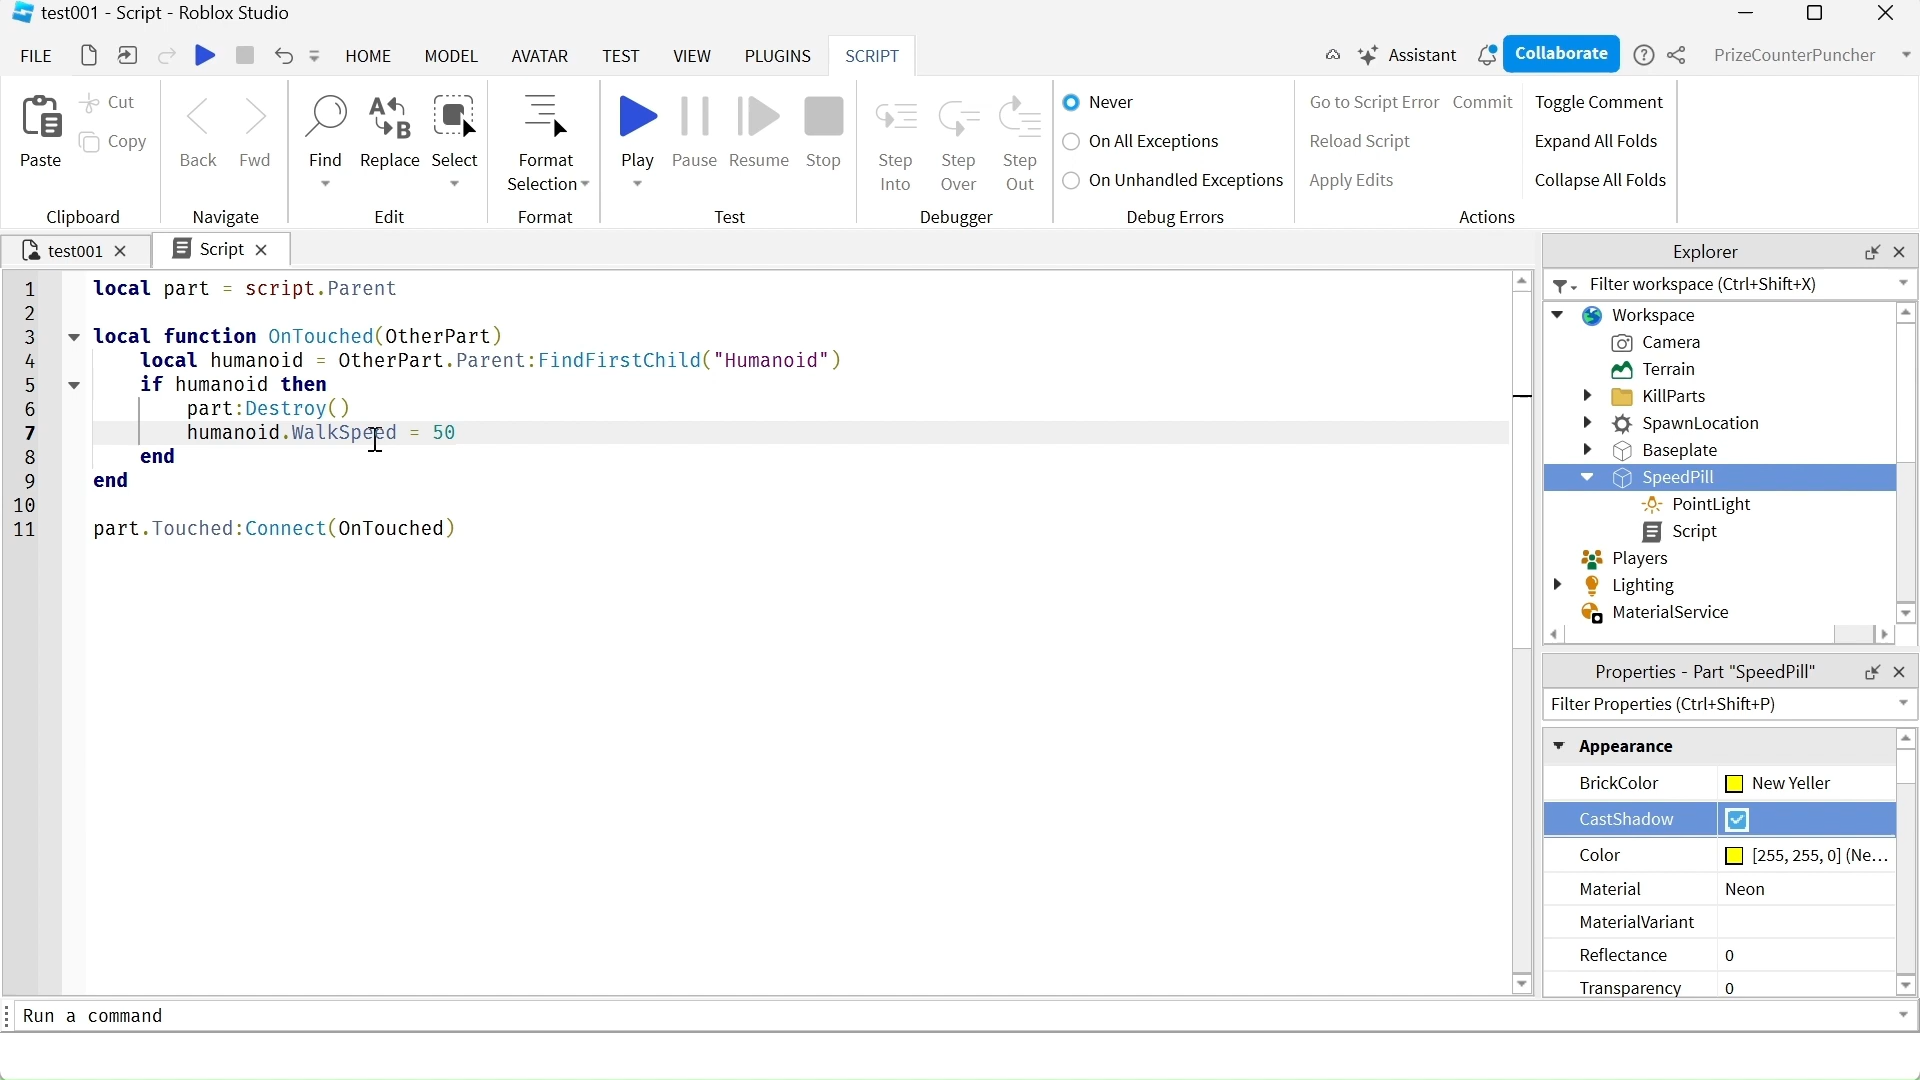 test001 - Script - Roblox Studio
FILE HOME MODEL AVATAR TEST VIEW PLUGINS SCRIPT Assistant Collaborate PrizeCounterPuncher
Paste Cut Copy
Clipboard
Back Fwd
Navigate
Find Replace Select
Edit
Format Selection
Format
Play Pause Resume Stop
Test
Step Into Step Over Step Out
Debugger
Never
On All Exceptions
On Unhandled Exceptions
Debug Errors
Go to Script Error Commit Toggle Comment
Reload Script Expand All Folds
Apply Edits Collapse All Folds
Actions
test001 Script
1 local part = script.Parent
2
3 local function OnTouched(OtherPart)
4 local humanoid = OtherPart.Parent:FindFirstChild("Humanoid")
5 if humanoid then
6 part:Destroy()
7 humanoid.WalkSpeed = 50
8 end
9 end
10
11 part.Touched:Connect(OnTouched)
Explorer
Filter workspace (Ctrl+Shift+X)
Workspace
Camera
Terrain
KillParts
SpawnLocation
Baseplate
SpeedPill
PointLight
Script
Players
Lighting
MaterialService
Properties - Part "SpeedPill"
Filter Properties (Ctrl+Shift+P)
Appearance
BrickColor New Yeller
CastShadow
Color [255, 255, 0] (Ne...
Material Neon
MaterialVariant
Reflectance 0
Transparency 0
Run a command